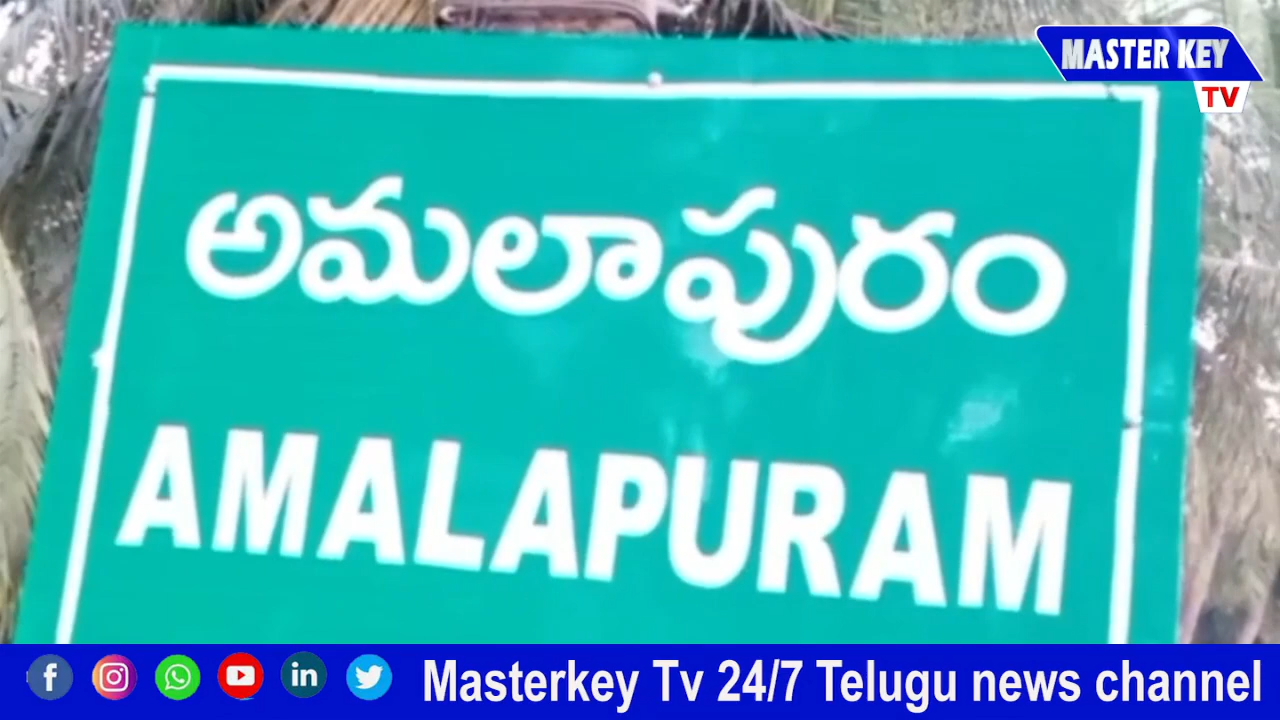 MASTER KEY
TV
అమలాపురం
AMALAPURAM
Masterkey Tv 24/7 Telugu news channel